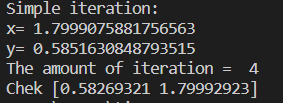 Simple iteration:
x= 1.7999075881756563
y= 0.5851630848793515
The amount of iteration =  4
Chek [0.58269321 1.79992923]